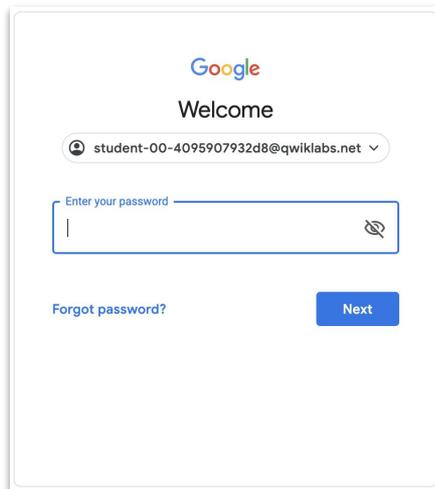 Google
Welcome
student-00-4095907932d8@qwiklabs.net
Enter your password
Forgot password?
Next